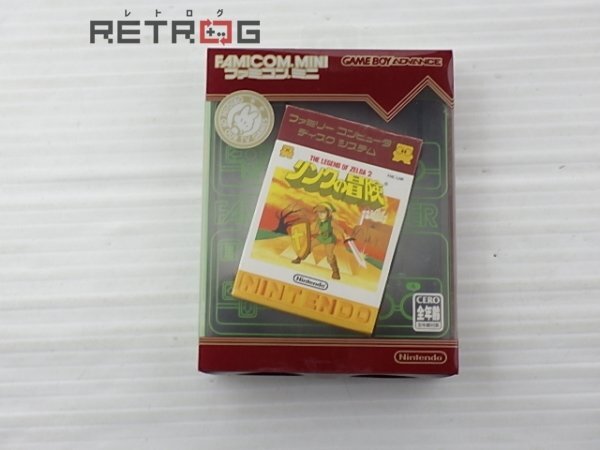 レトログ
RETROG
FAMICOM MINI
ファミコンミニ
GAME BOY ADVANCE
ファミリー コンピュータ
ディスク システム
THE LEGEND OF ZELDA 2
リンクの冒険
Nintendo
NINTENDO
CERO
全年齢
Nintendo